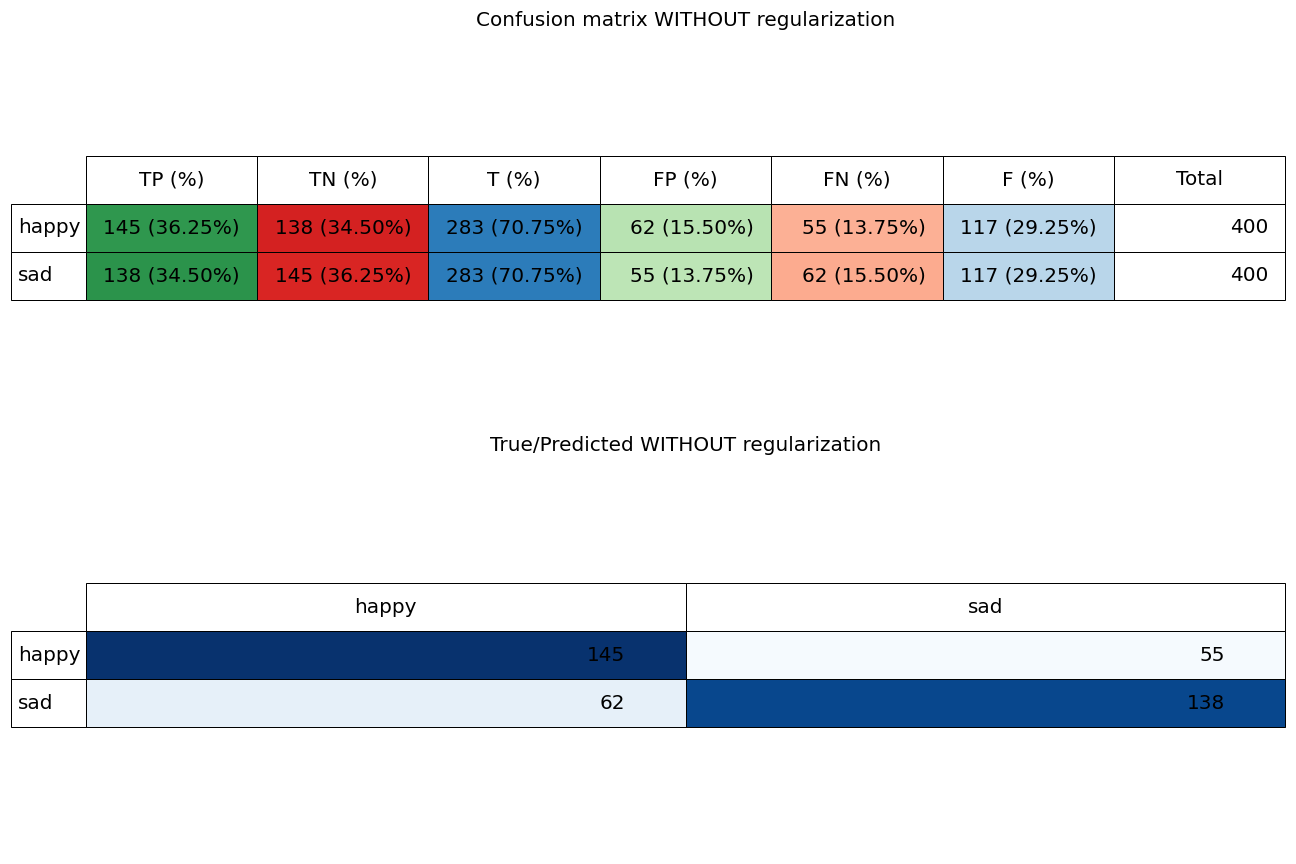 Confusion matrix WITHOUT regularization
TP (%) TN (%) T (%) FP (%) FN (%) F (%) Total
happy 145 (36.25%) 138 (34.50%) 283 (70.75%) 62 (15.50%) 55 (13.75%) 117 (29.25%) 400
sad 138 (34.50%) 145 (36.25%) 283 (70.75%) 55 (13.75%) 62 (15.50%) 117 (29.25%) 400
True/Predicted WITHOUT regularization
happy sad
happy 145 55
sad 62 138